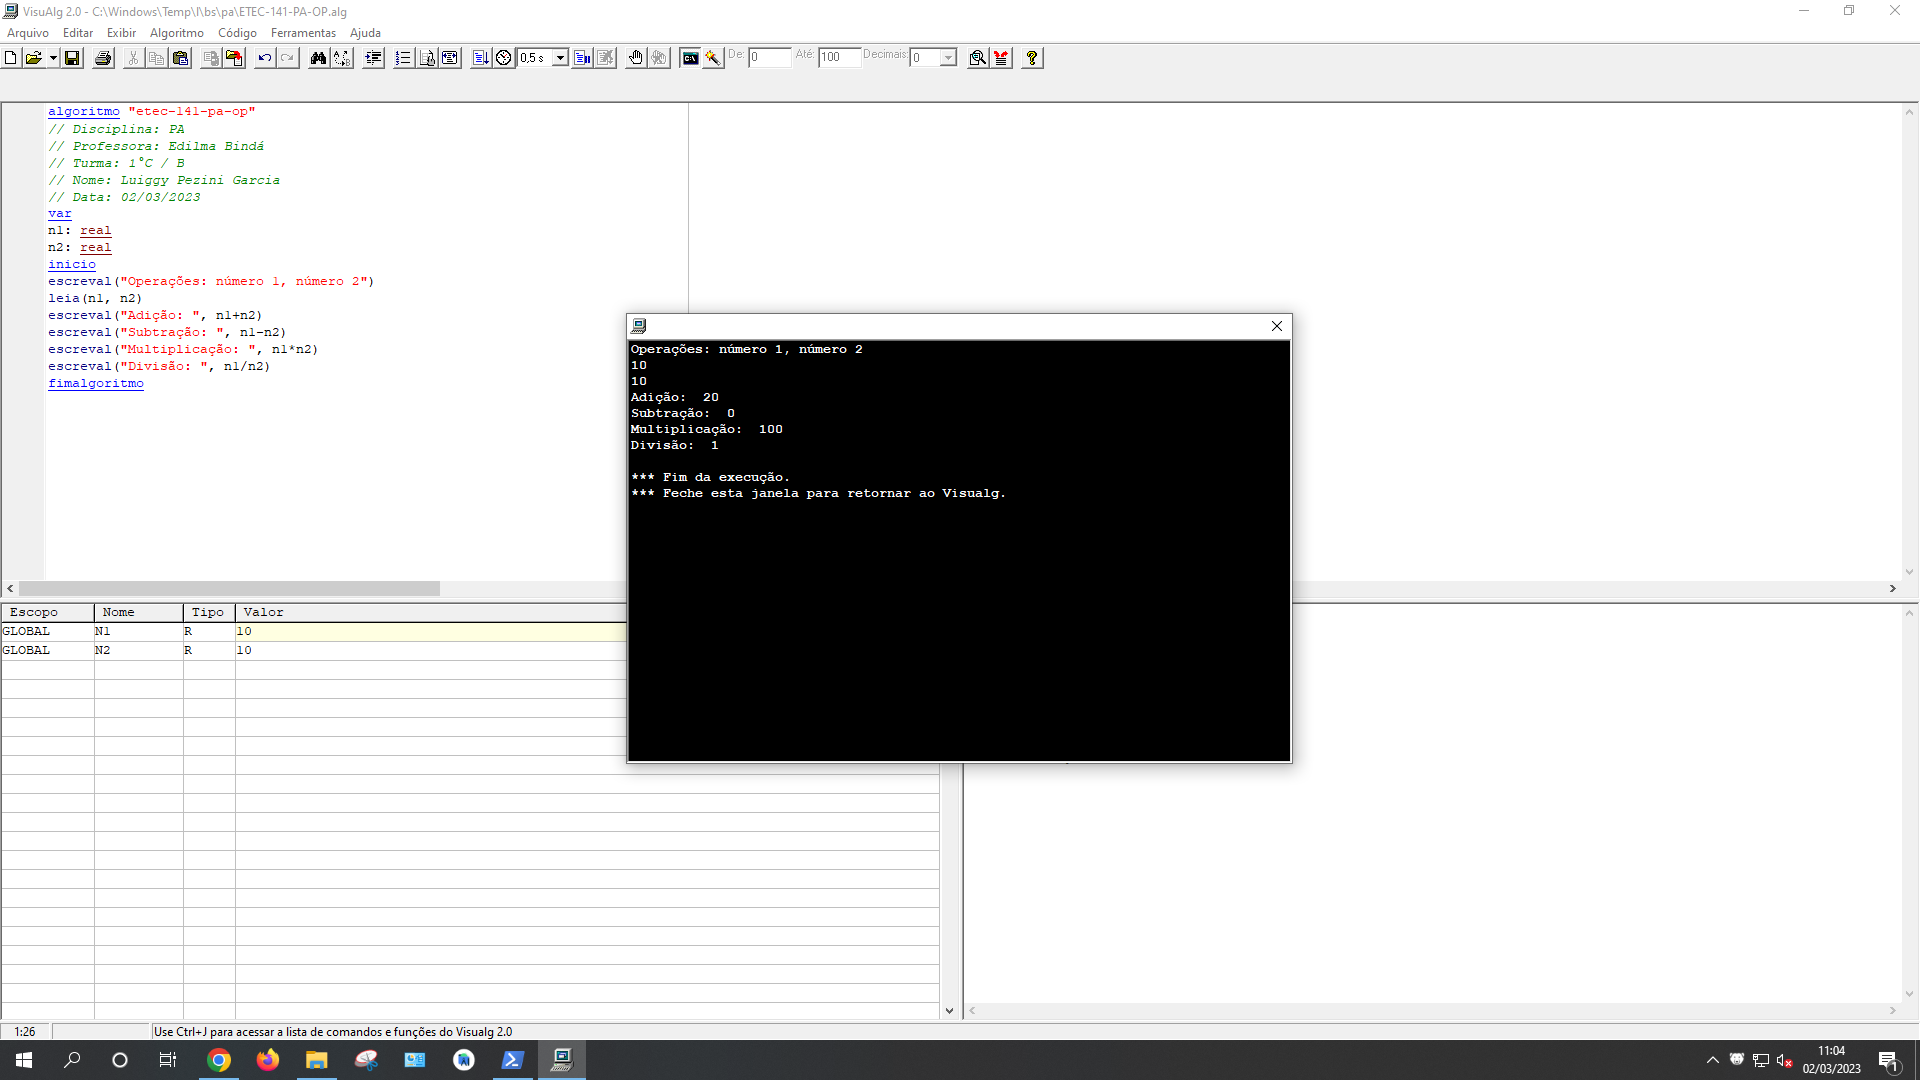 VisuAlg 2.0 - C:\Windows\Temp\l\bs\pa\ETEC-141-PA-OP.alg
Arquivo Editar Exibir Algoritmo Código Ferramentas Ajuda
0,5 s De: 0 Até: 100 Decimais: 0
algoritmo "etec-141-pa-op"
// Disciplina: PA
// Professora: Edilma Bindá
// Turma: 1°C / B
// Nome: Luiggy Pezini Garcia
// Data: 02/03/2023
var
n1: real
n2: real
inicio
escreval("Operações: número 1, número 2")
leia(n1, n2)
escreval("Adição: ", n1+n2)
escreval("Subtração: ", n1-n2)
escreval("Multiplicação: ", n1*n2)
escreval("Divisão: ", n1/n2)
fimalgoritmo
Operações: número 1, número 2
10
10
Adição:  20
Subtração:  0
Multiplicação:  100
Divisão:  1
*** Fim da execução.
*** Feche esta janela para retornar ao Visualg.
Escopo Nome Tipo Valor
GLOBAL N1 R 10
GLOBAL N2 R 10
1:26 Use Ctrl+J para acessar a lista de comandos e funções do Visualg 2.0
11:04
02/03/2023
1